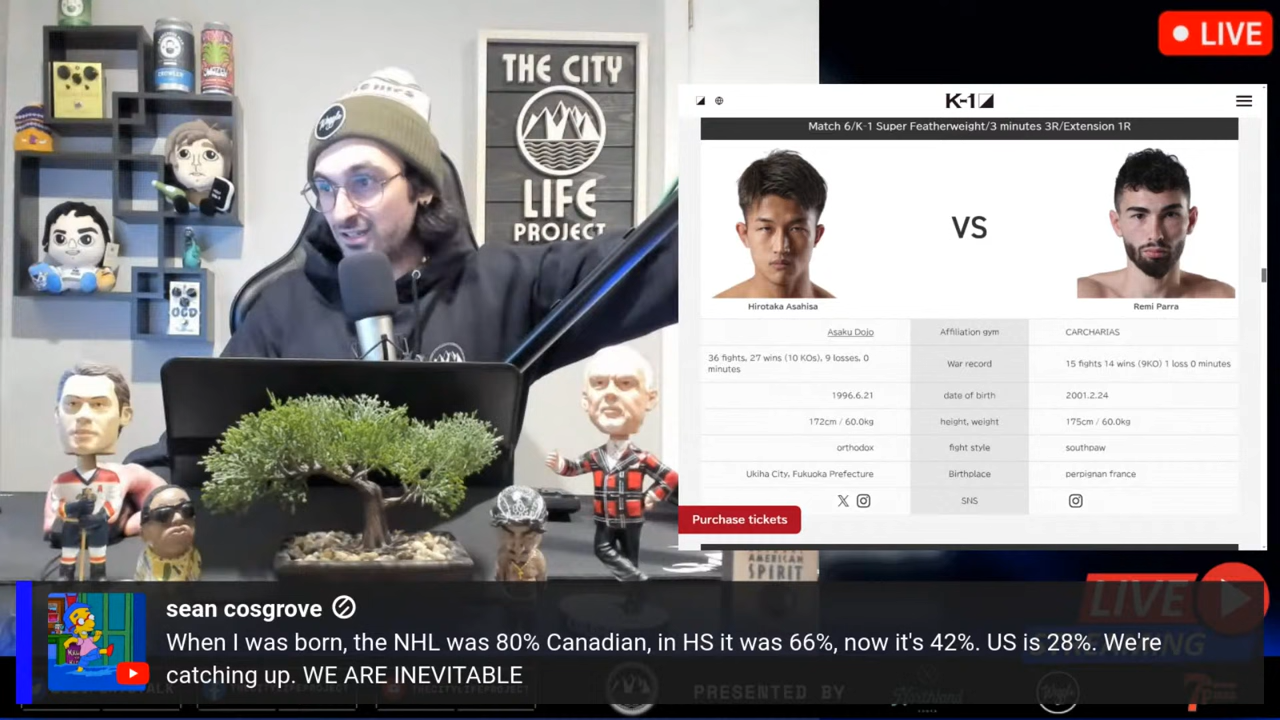 LIVE
THE CITY
LIFE
PROJECT
K-1
Match 6/K-1 Super Featherweight/3 minutes 3R/Extension 1R
VS
Hirotaka Asahisa
Remi Parra
Asaku Dojo
Affiliation gym
CARCHARIAS
36 fights, 27 wins (10 KOs), 9 losses, 0
minutes
War record
15 fights 14 wins (9KO) 1 loss 0 minutes
1996.6.21
date of birth
2001.2.24
172cm / 60.0kg
height, weight
175cm / 60.0kg
orthodox
fight style
southpaw
Ukiha City, Fukuoka Prefecture
Birthplace
perpignan france
SNS
Purchase tickets
OCD
AMERICAN
SPIRIT
LIVE
sean cosgrove
When I was born, the NHL was 80% Canadian, in HS it was 66%, now it's 42%. US is 28%. We're
catching up. WE ARE INEVITABLE
PRESENTED BY